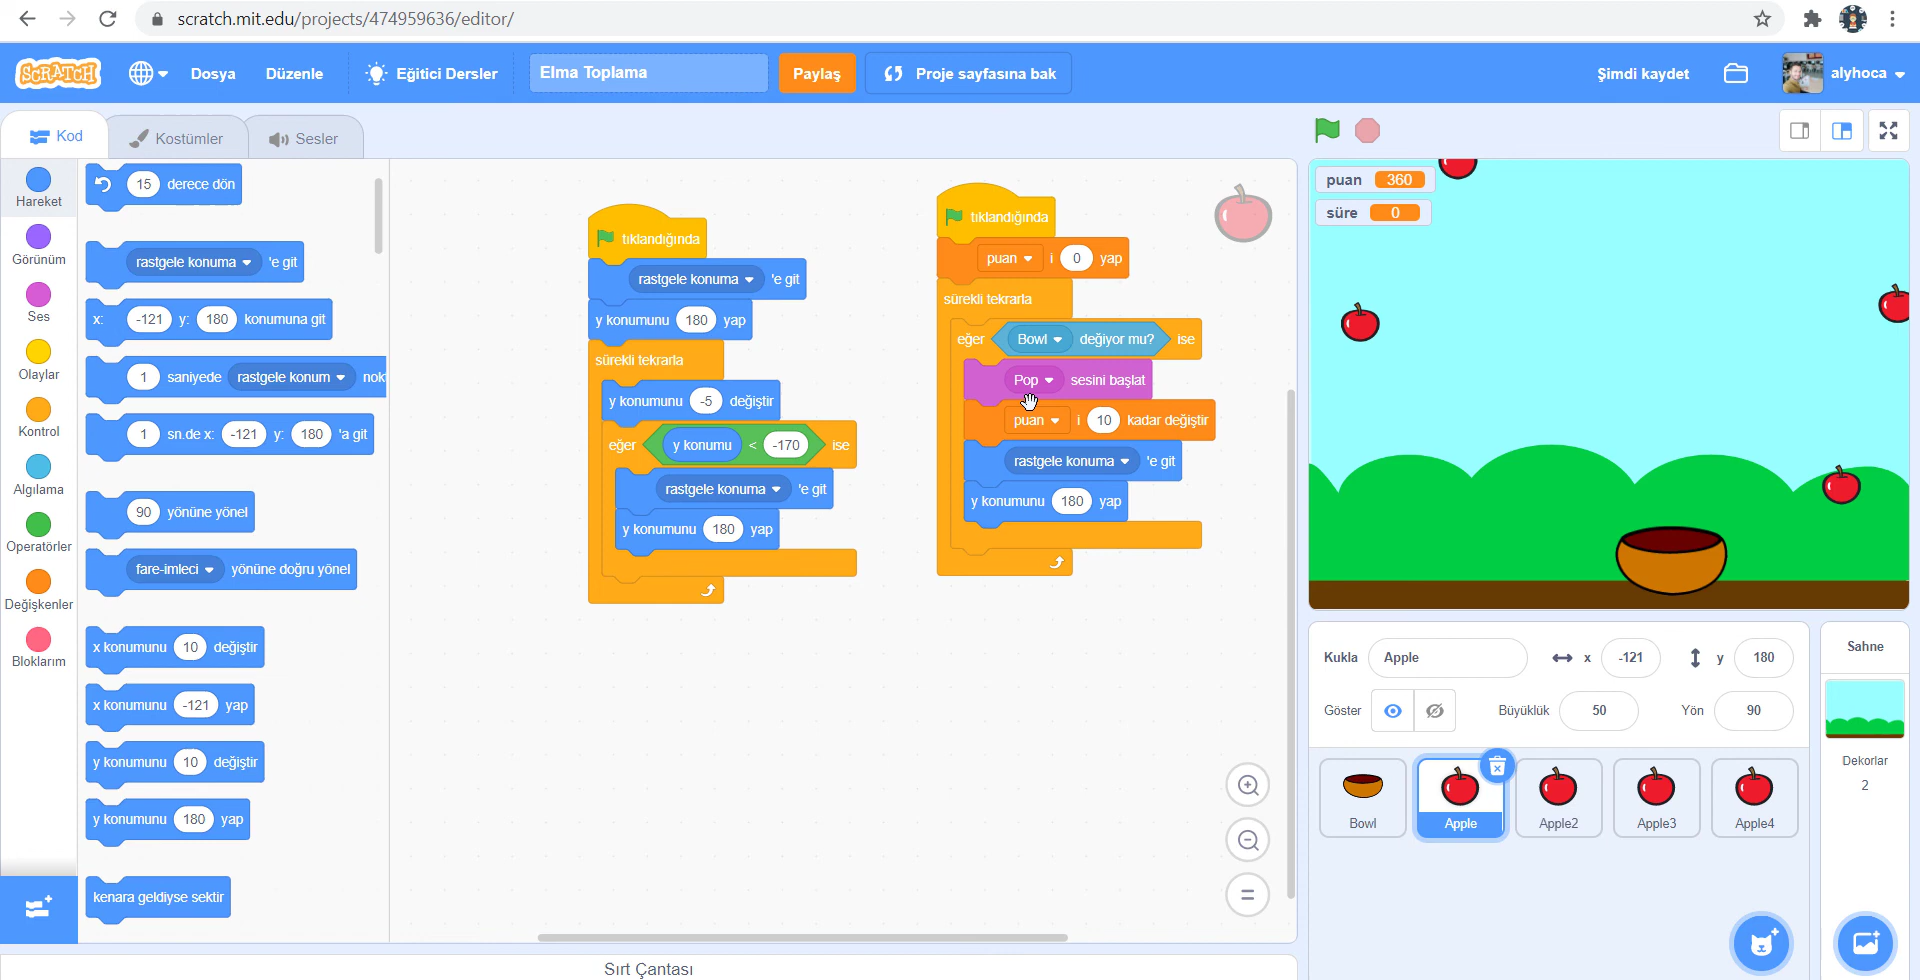 scratch.mit.edu/projects/474959636/editor/
SCRATCH
Dosya
Düzenle
Eğitici Dersler
Elma Toplama
Paylaş
Proje sayfasına bak
Şimdi kaydet
alyhoca
Kod
Kostümler
Sesler
Hareket
Görünüm
Ses
Olaylar
Kontrol
Algılama
Operatörler
Değişkenler
Bloklarım
15 derece dön
rastgele konuma 'e git
x: -121 y: 180 konumuna git
1 saniyede rastgele konum nok
1 sn.de x: -121 y: 180 'a git
90 yönüne yönel
fare-imleci yönüne doğru yönel
x konumunu 10 değiştir
x konumunu -121 yap
y konumunu 10 değiştir
y konumunu 180 yap
kenara geldiyse sektir
tıklandığında
rastgele konuma 'e git
y konumunu 180 yap
sürekli tekrarla
y konumunu -5 değiştir
eğer y konumu < -170 ise
rastgele konuma 'e git
y konumunu 180 yap
tıklandığında
puan i 0 yap
sürekli tekrarla
eğer Bowl değiyor mu? ise
Pop sesini başlat
puan i 10 kadar değiştir
rastgele konuma 'e git
y konumunu 180 yap
puan 360
süre 0
Kukla Apple x -121 y 180
Göster Büyüklük 50 Yön 90
Bowl
Apple
Apple2
Apple3
Apple4
Sahne
Dekorlar
2
Sırt Çantası